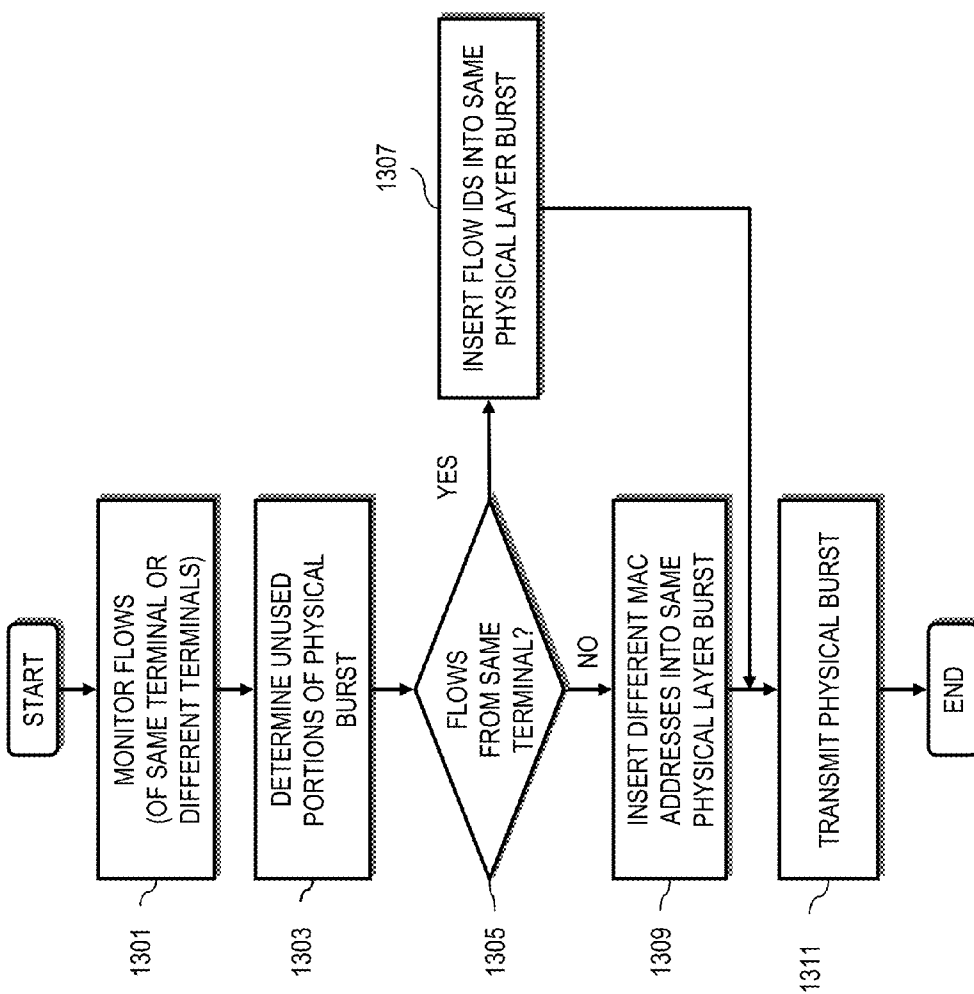 START
MONITOR FLOWS
(OF SAME TERMINAL OR
DIFFERENT TERMINALS)
1301
DETERMINE UNUSED
PORTIONS OF PHYSICAL
BURST
1303
FLOWS
FROM SAME
TERMINAL?
1305
YES
INSERT FLOW IDS INTO SAME
PHYSICAL LAYER BURST
1307
NO
INSERT DIFFERENT MAC
ADDRESSES INTO SAME
PHYSICAL LAYER BURST
1309
TRANSMIT PHYSICAL BURST
1311
END